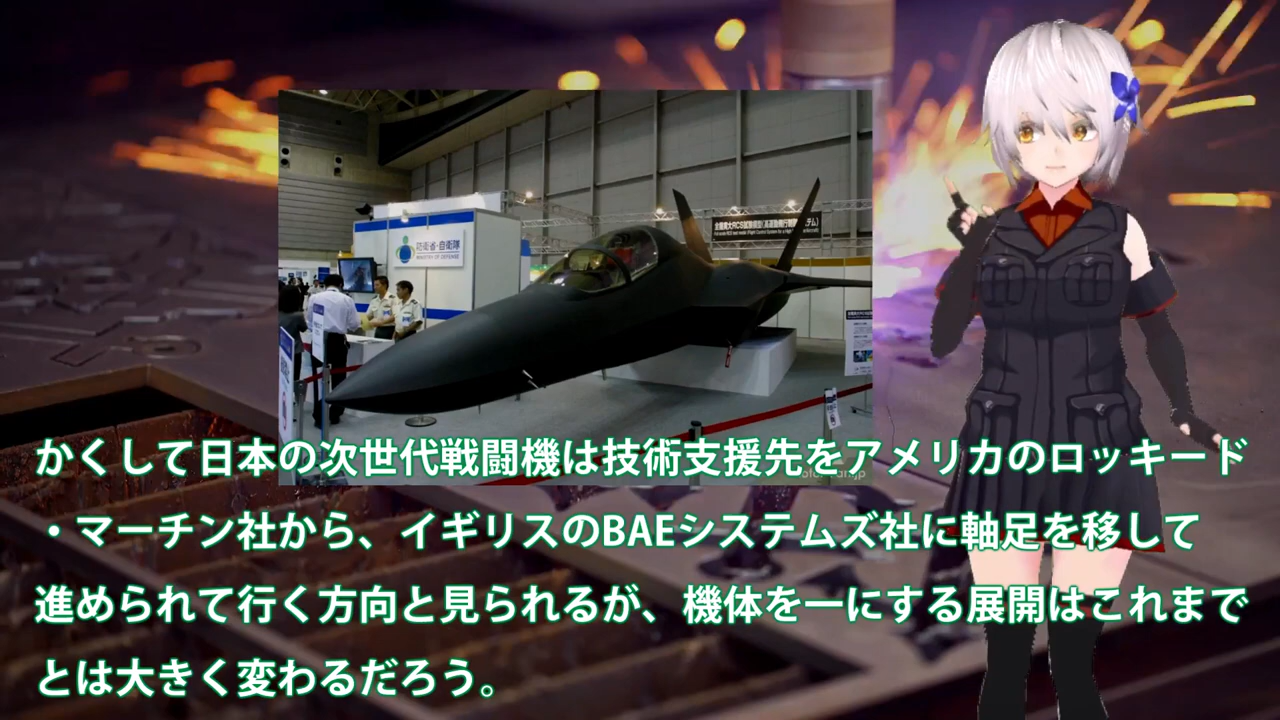 防衛省・自衛隊
MINISTRY OF DEFENSE
かくして日本の次世代戦闘機は技術支援先をアメリカのロッキード
・マーチン社から、イギリスのBAEシステムズ社に軸足を移して
進められて行く方向と見られるが、機体を一にする展開はこれまで
とは大きく変わるだろう。